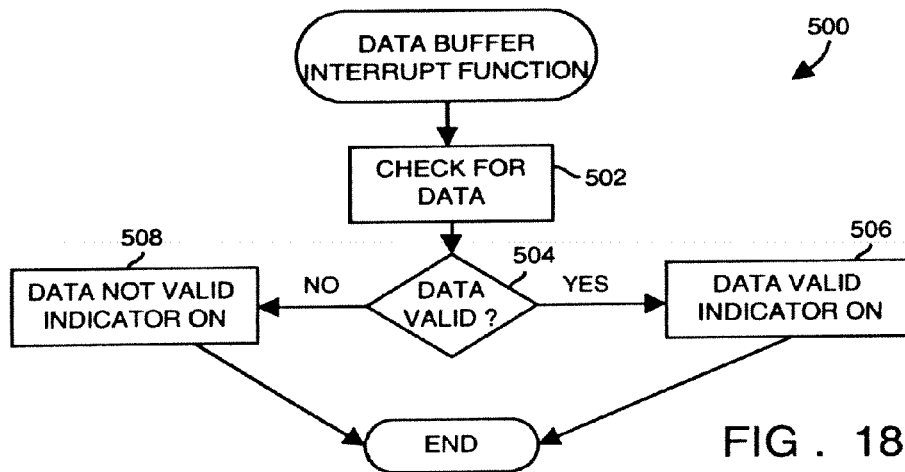 DATA BUFFER
INTERRUPT FUNCTION
500
CHECK FOR
DATA
502
508
504
506
DATA NOT VALID
INDICATOR ON
NO
DATA
VALID ?
YES
DATA VALID
INDICATOR ON
END
FIG . 18